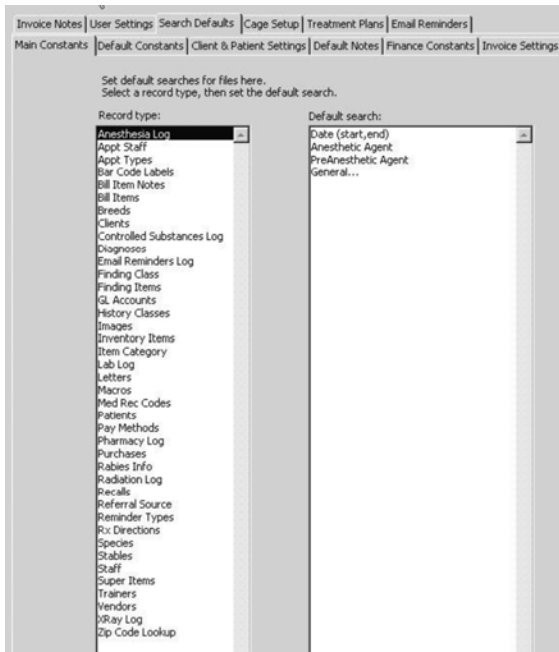 Invoice Notes User Settings Search Defaults Cage Setup Treatment Plans Email Reminders
Main Constants Default Constants Client & Patient Settings Default Notes Finance Constants Invoice Settings
Set default searches for files here.
Select a record type, then set the default search.
Record type:
Anesthesia Log
Appt Staff
Appt Types
Bar Code Labels
Bill Item Notes
Bill Items
Breeds
Clients
Controlled Substances Log
Diagnoses
Email Reminders Log
Finding Class
Finding Items
GL Accounts
History Classes
Images
Inventory Items
Item Category
Lab Log
Letters
Macros
Med Rec Codes
Patients
Pay Methods
Pharmacy Log
Purchases
Rabies Info
Radiation Log
Recalls
Referral Source
Reminder Types
Rx Directions
Species
Stables
Staff
Super Items
Trainers
Vendors
XRay Log
Zip Code Lookup
Default search:
Date (start,end)
Anesthetic Agent
PreAnesthetic Agent
General...